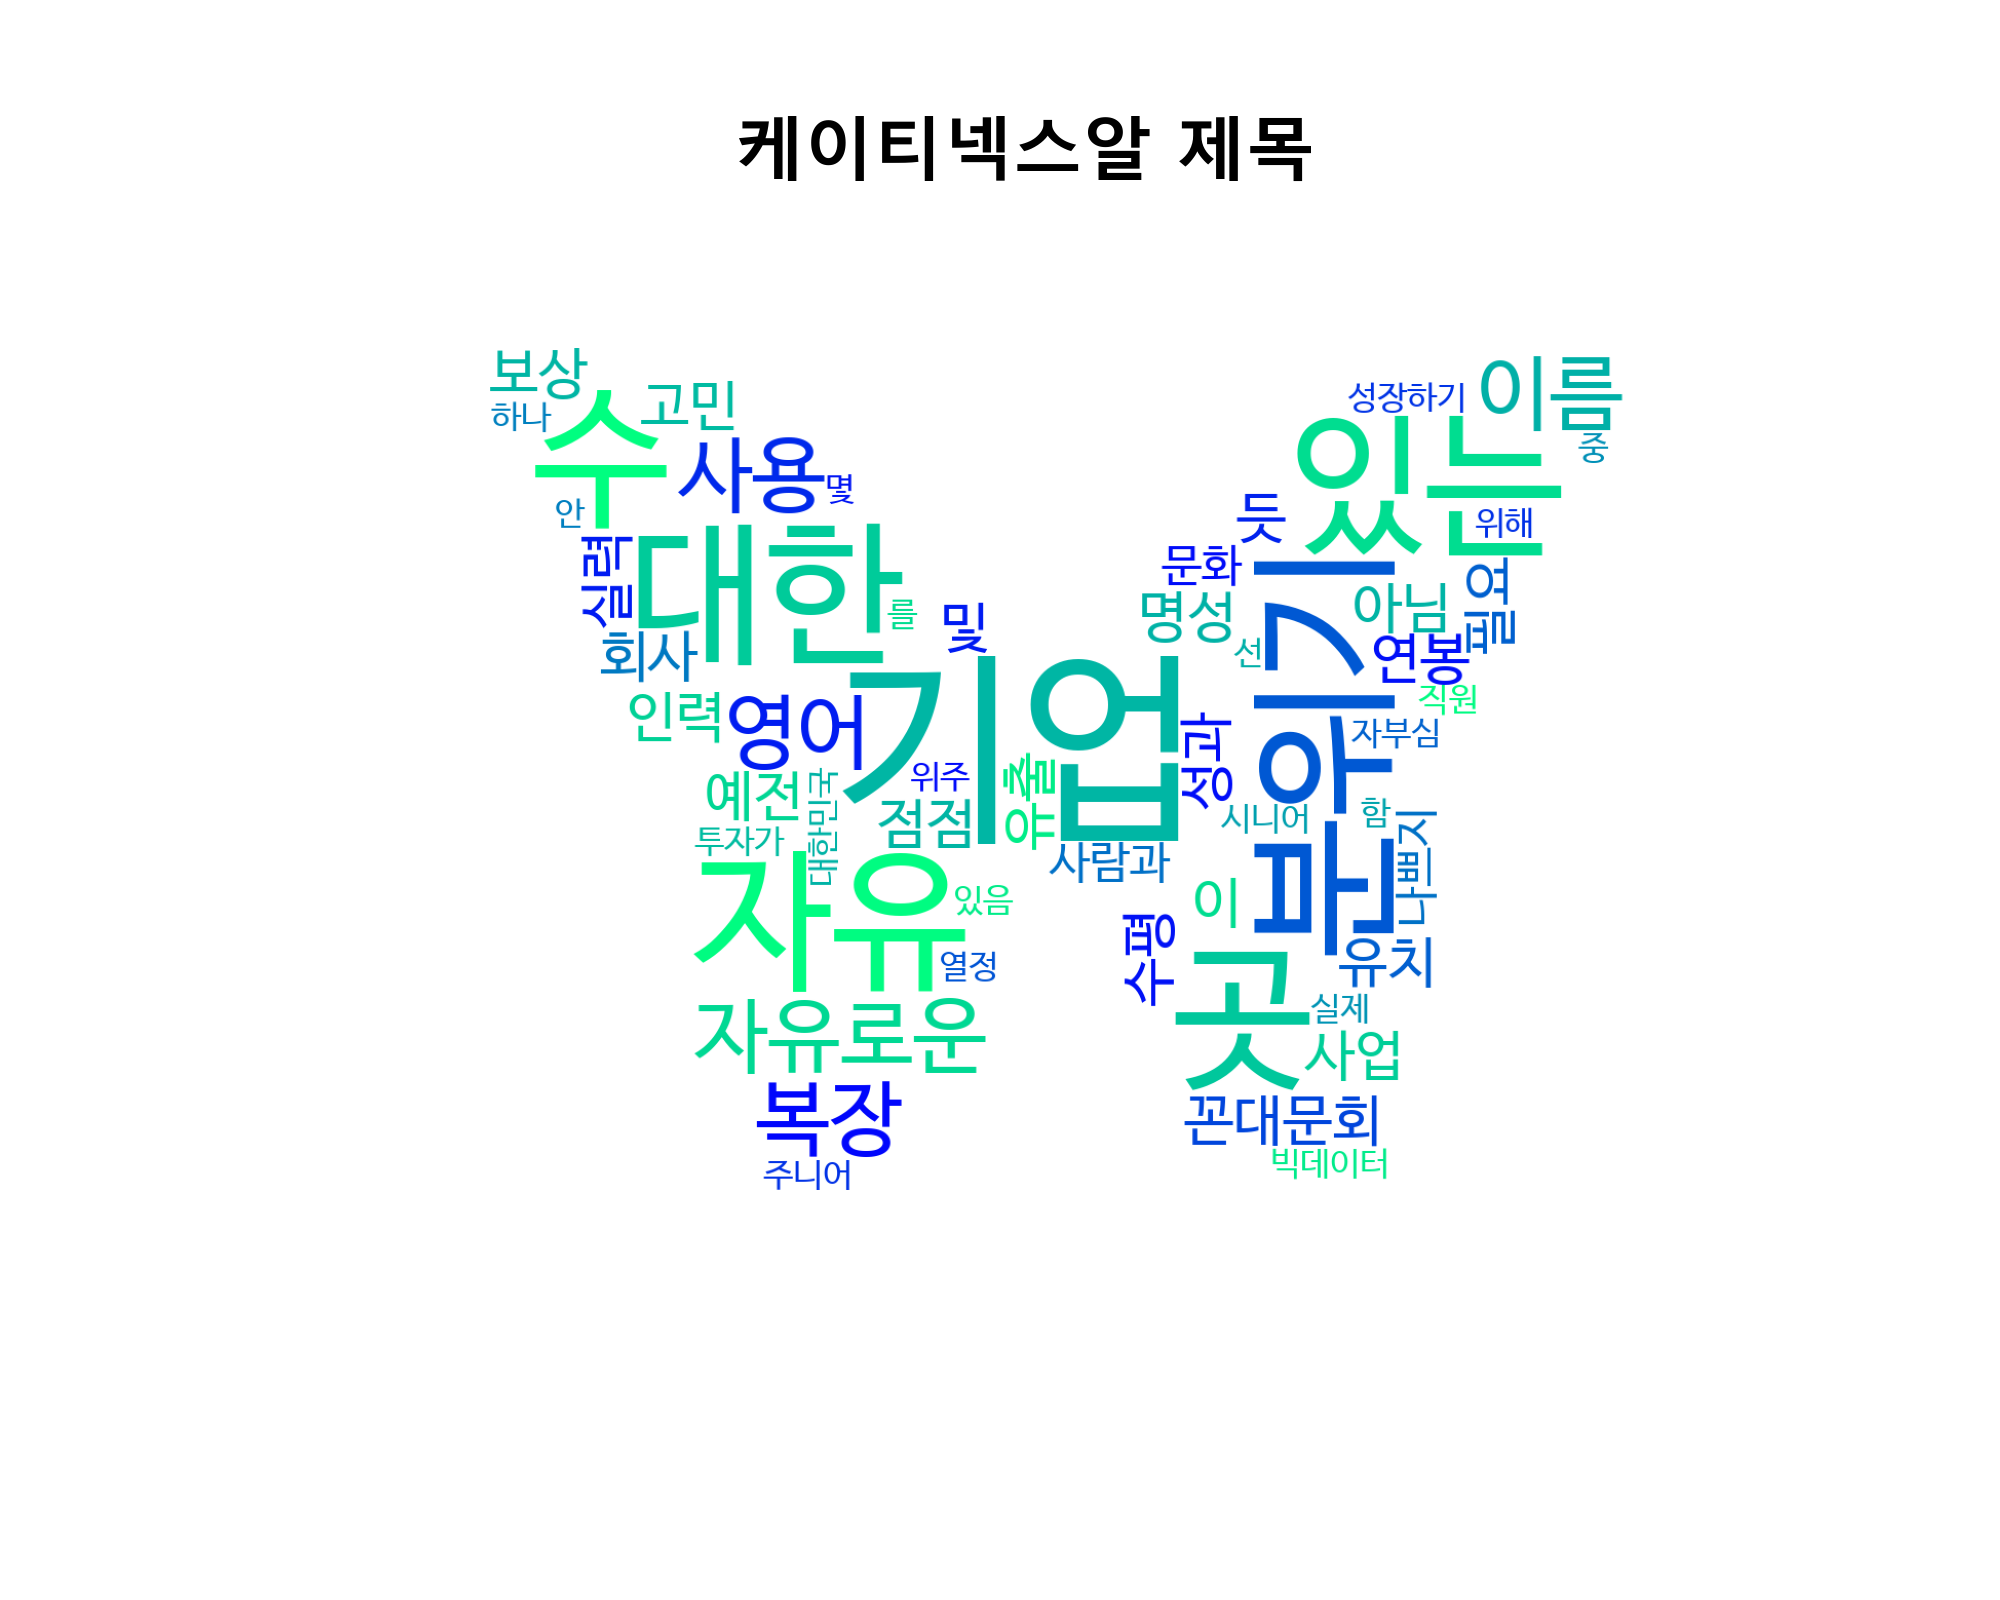 케이티넥스알 제목
보상
고민
하나
수
사용
몇
안
실력
대한
를
및
회사
인력
영어
기업
위주
예전
대한민국
점점
유출
투자가
사람과
자유
있음
열정
자유로운
복장
주니어
성장하기
이름
있는
중
듯
위해
문화
명성
아님
필요
선
연봉
직원
자부심
성과
분위기
시니어
함
나쁘지
이
수평
유치
곳
실제
사업
꼰대문회
빅데이터